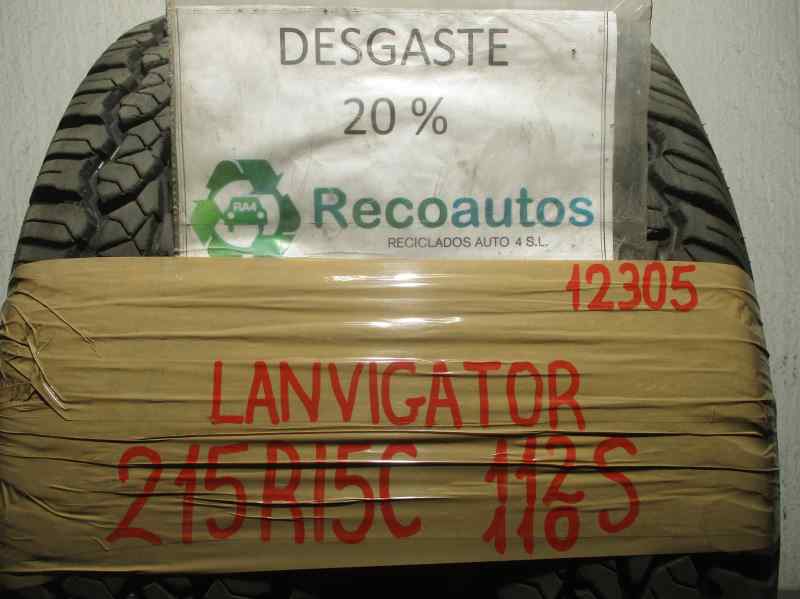 DESGASTE
20 %
RA4
Recoautos
RECICLADOS AUTO 4 S.L.
12305
LANVIGATOR
215R15C 112 S
110